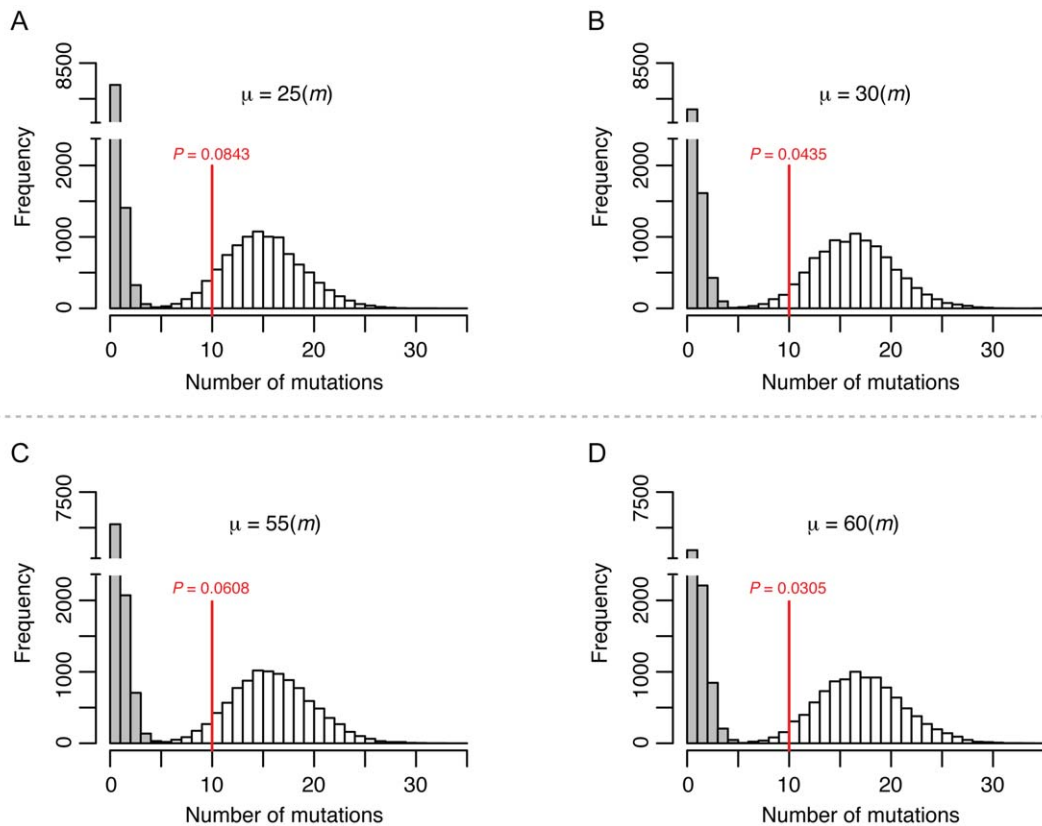 A
μ = 25(m)
P = 0.0843
Frequency
8500
2000
1000
0
0 10 20 30
Number of mutations
B
μ = 30(m)
P = 0.0435
Frequency
8500
2000
1000
0
0 10 20 30
Number of mutations
C
μ = 55(m)
P = 0.0608
Frequency
7500
2000
1000
0
0 10 20 30
Number of mutations
D
μ = 60(m)
P = 0.0305
Frequency
7500
2000
1000
0
0 10 20 30
Number of mutations